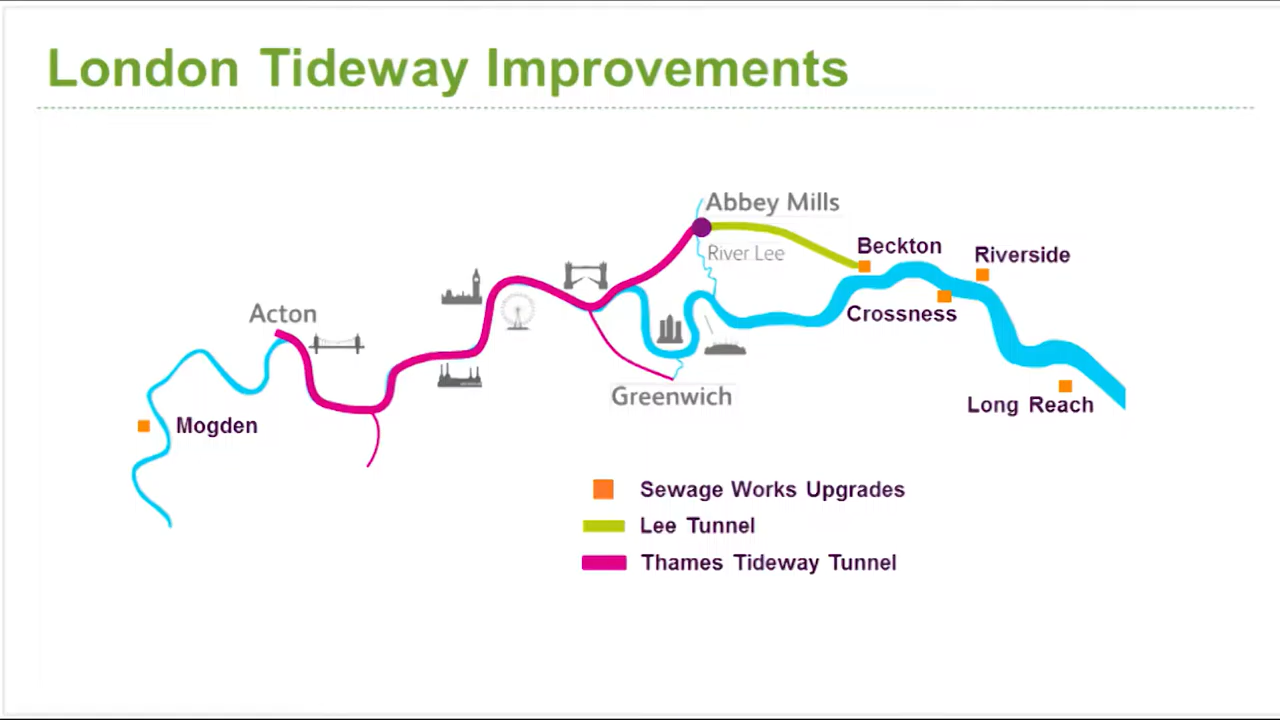 London Tideway Improvements
Abbey Mills
River Lee
Beckton
Riverside
Acton
Crossness
Greenwich
Long Reach
Mogden
Sewage Works Upgrades
Lee Tunnel
Thames Tideway Tunnel